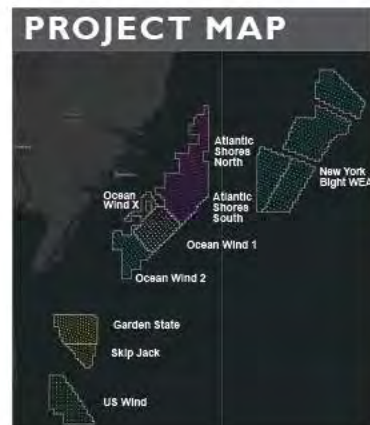 PROJECT MAP
Atlantic
Shores
North
Ocean
Wind X
Atlantic
Shores
South
New York
Bight WEA
Ocean Wind 1
Ocean Wind 2
Garden State
Skip Jack
US Wind